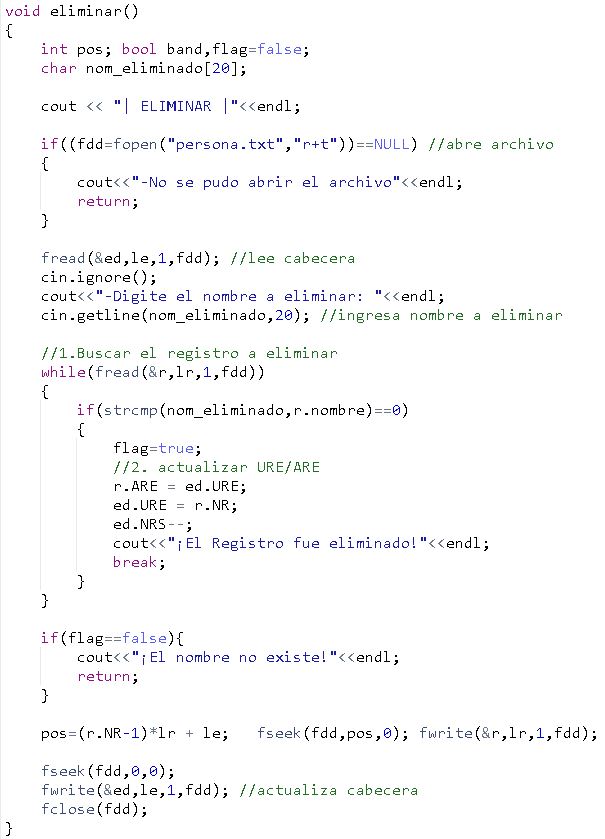 void eliminar()
{
    int pos; bool band,flag=false;
    char nom_eliminado[20];

    cout << "| ELIMINAR |"<<endl;

    if((fdd=fopen("persona.txt","r+t"))==NULL) //abre archivo
    {
        cout<<"-No se pudo abrir el archivo"<<endl;
        return;
    }

    fread(&ed,le,1,fdd); //lee cabecera
    cin.ignore();
    cout<<"-Digite el nombre a eliminar: "<<endl;
    cin.getline(nom_eliminado,20); //ingresa nombre a eliminar

    //1.Buscar el registro a eliminar
    while(fread(&r,lr,1,fdd))
    {
        if(strcmp(nom_eliminado,r.nombre)==0)
        {
            flag=true;
            //2. actualizar URE/ARE
            r.ARE = ed.URE;
            ed.URE = r.NR;
            ed.NRS--;
            cout<<"¡El Registro fue eliminado!"<<endl;
            break;
        }
    }

    if(flag==false){
        cout<<"¡El nombre no existe!"<<endl;
        return;
    }

    pos=(r.NR-1)*lr + le;   fseek(fdd,pos,0); fwrite(&r,lr,1,fdd);

    fseek(fdd,0,0);
    fwrite(&ed,le,1,fdd); //actualiza cabecera
    fclose(fdd);
}